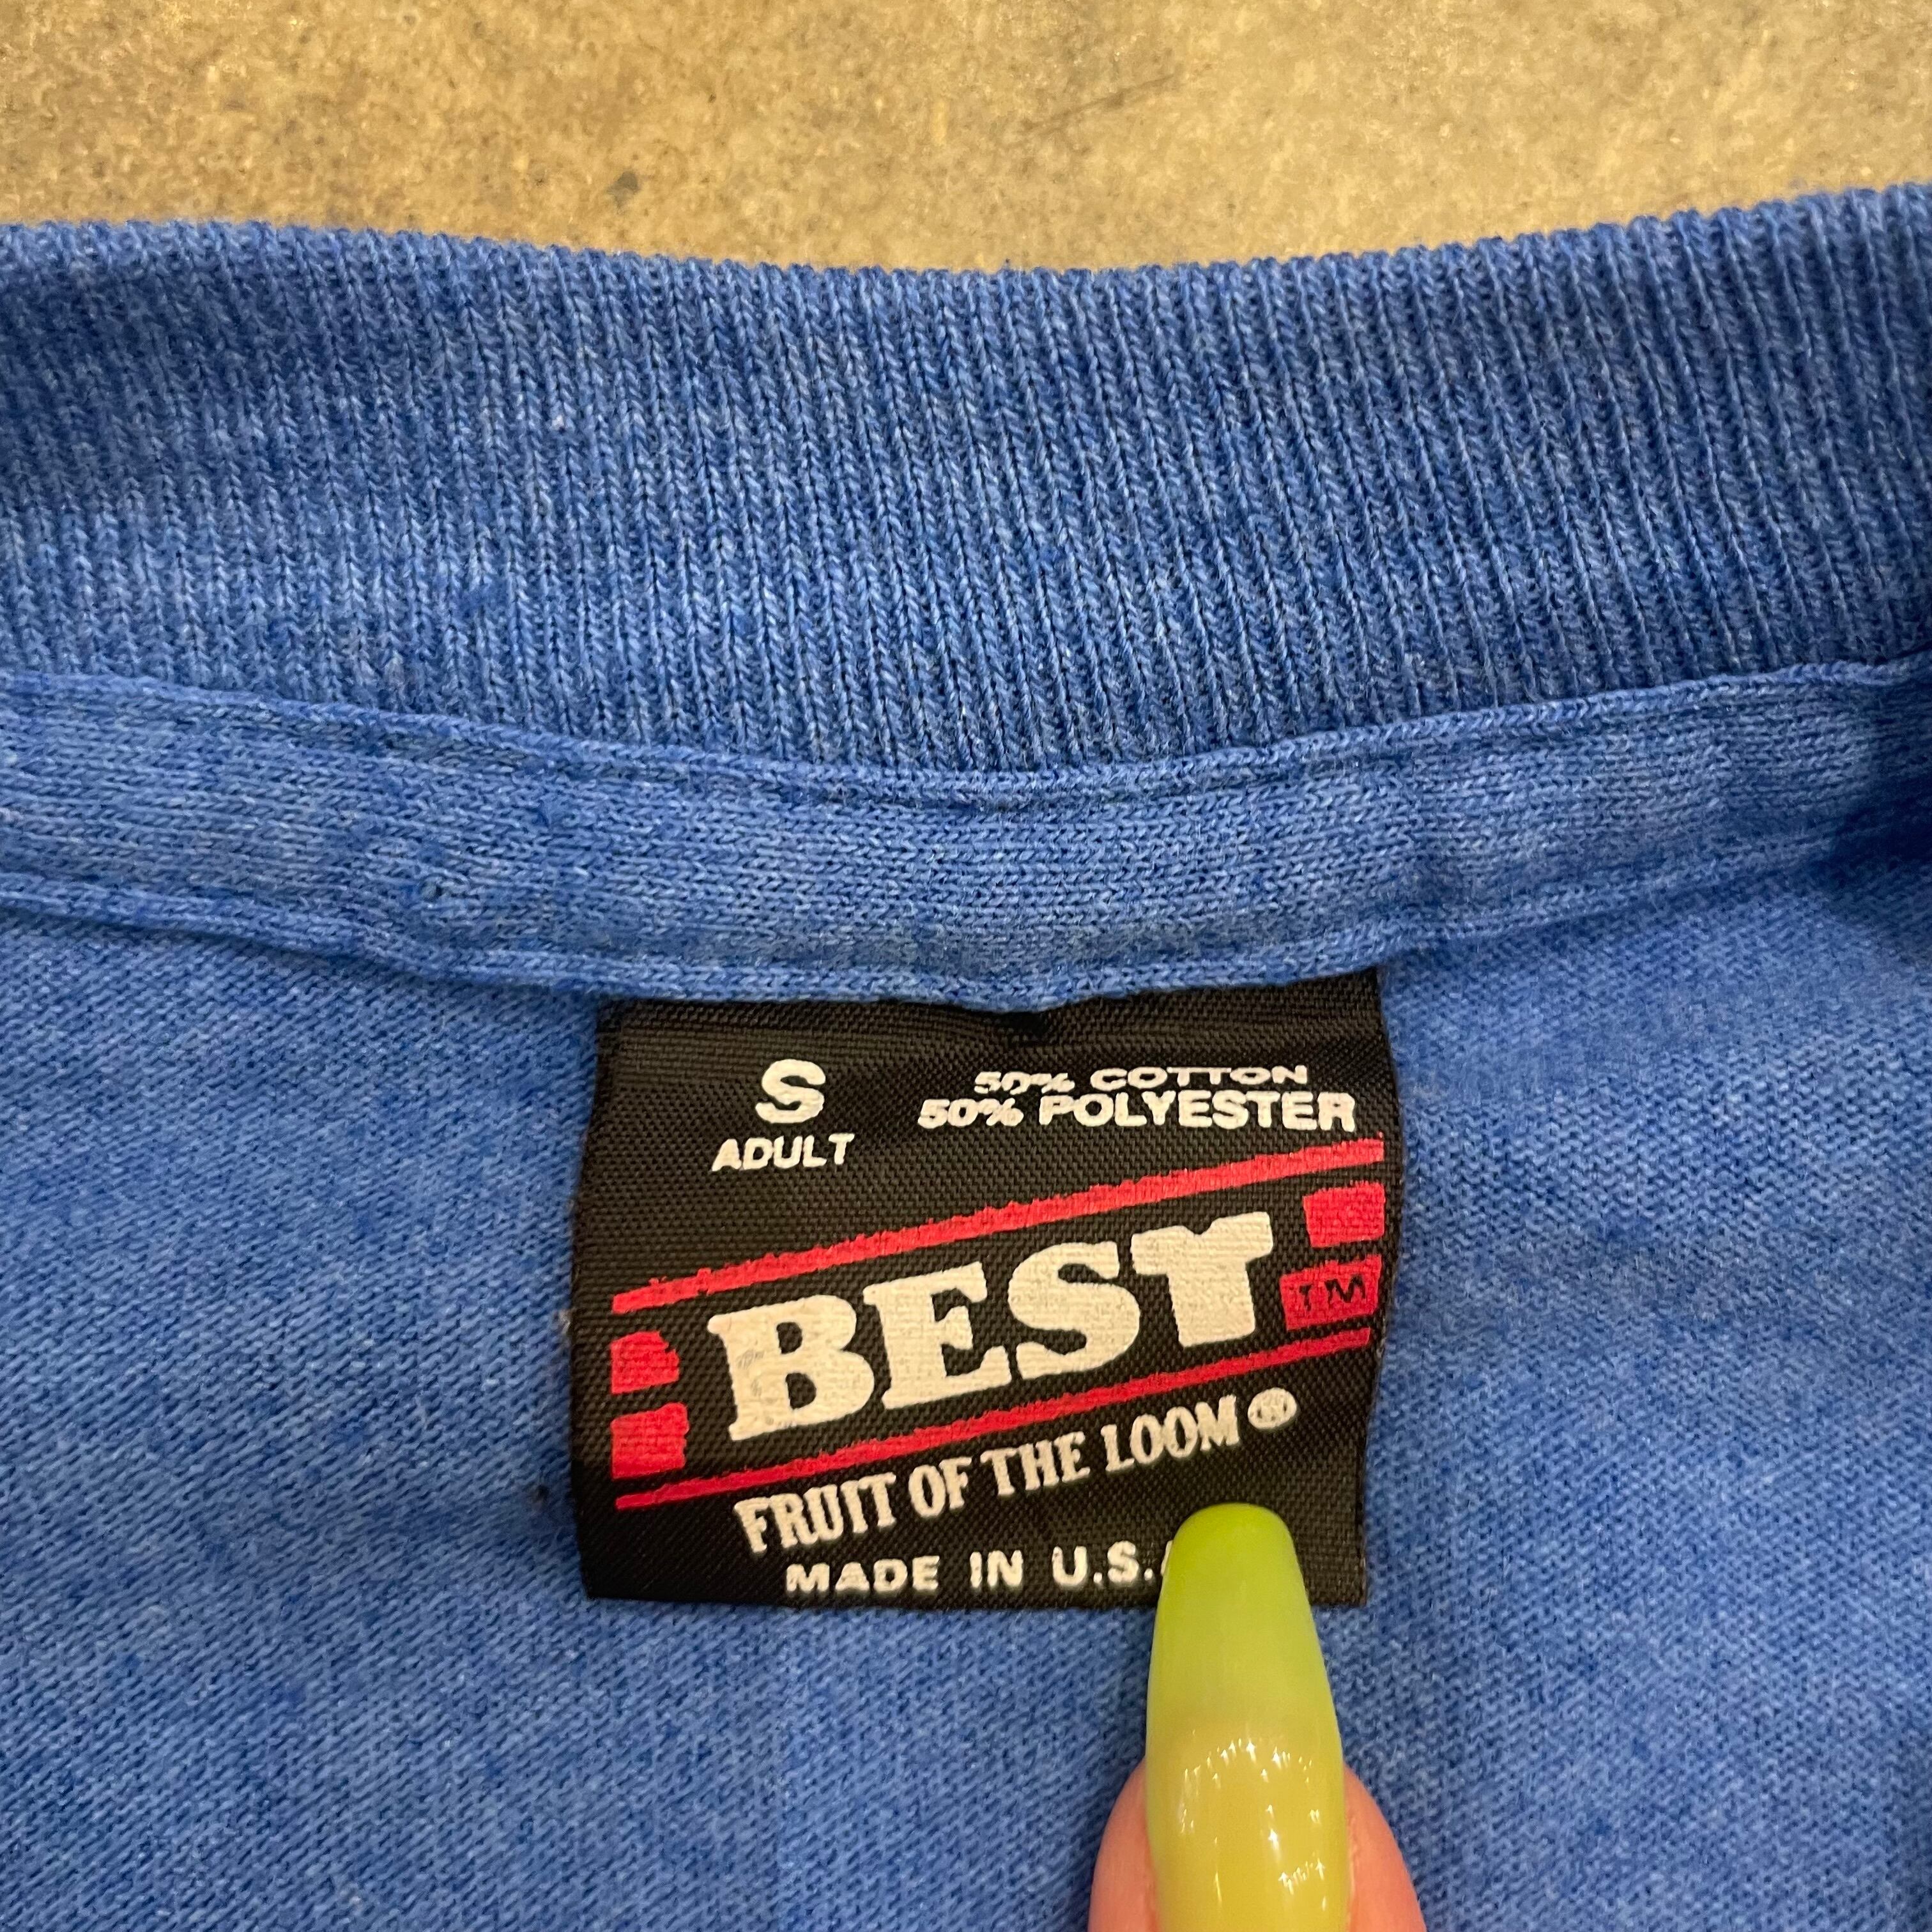 S
ADULT
50% COTTON
50% POLYESTER
BEST
TM
FRUIT OF THE LOOM®
MADE IN U.S.